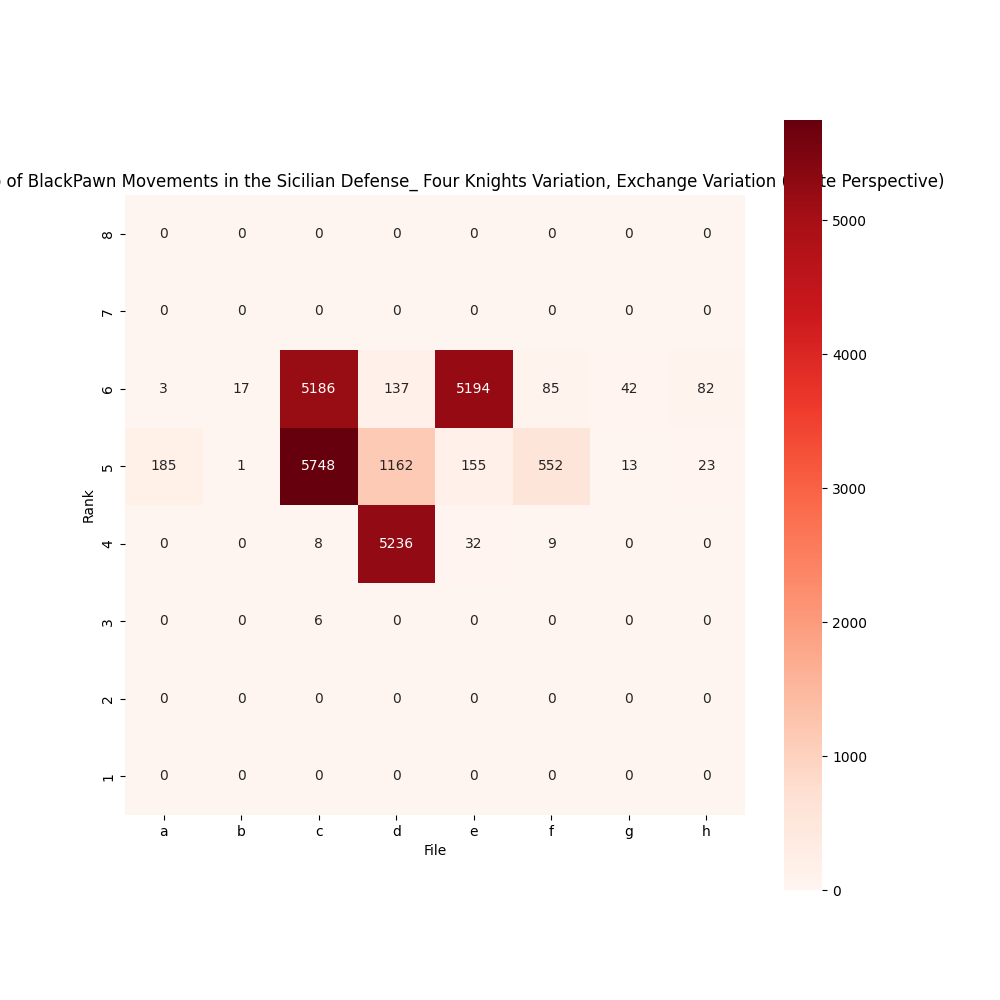 of BlackPawn Movements in the Sicilian Defense_ Four Knights Variation, Exchange Variation ( te Perspective)
5000
4000
3000
2000
1000
0
Rank
8 0 0 0 0 0 0 0 0
7 0 0 0 0 0 0 0 0
6 3 17 5186 137 5194 85 42 82
5 185 1 5748 1162 155 552 13 23
4 0 0 8 5236 32 9 0 0
3 0 0 6 0 0 0 0 0
2 0 0 0 0 0 0 0 0
1 0 0 0 0 0 0 0 0
a b c d e f g h
File